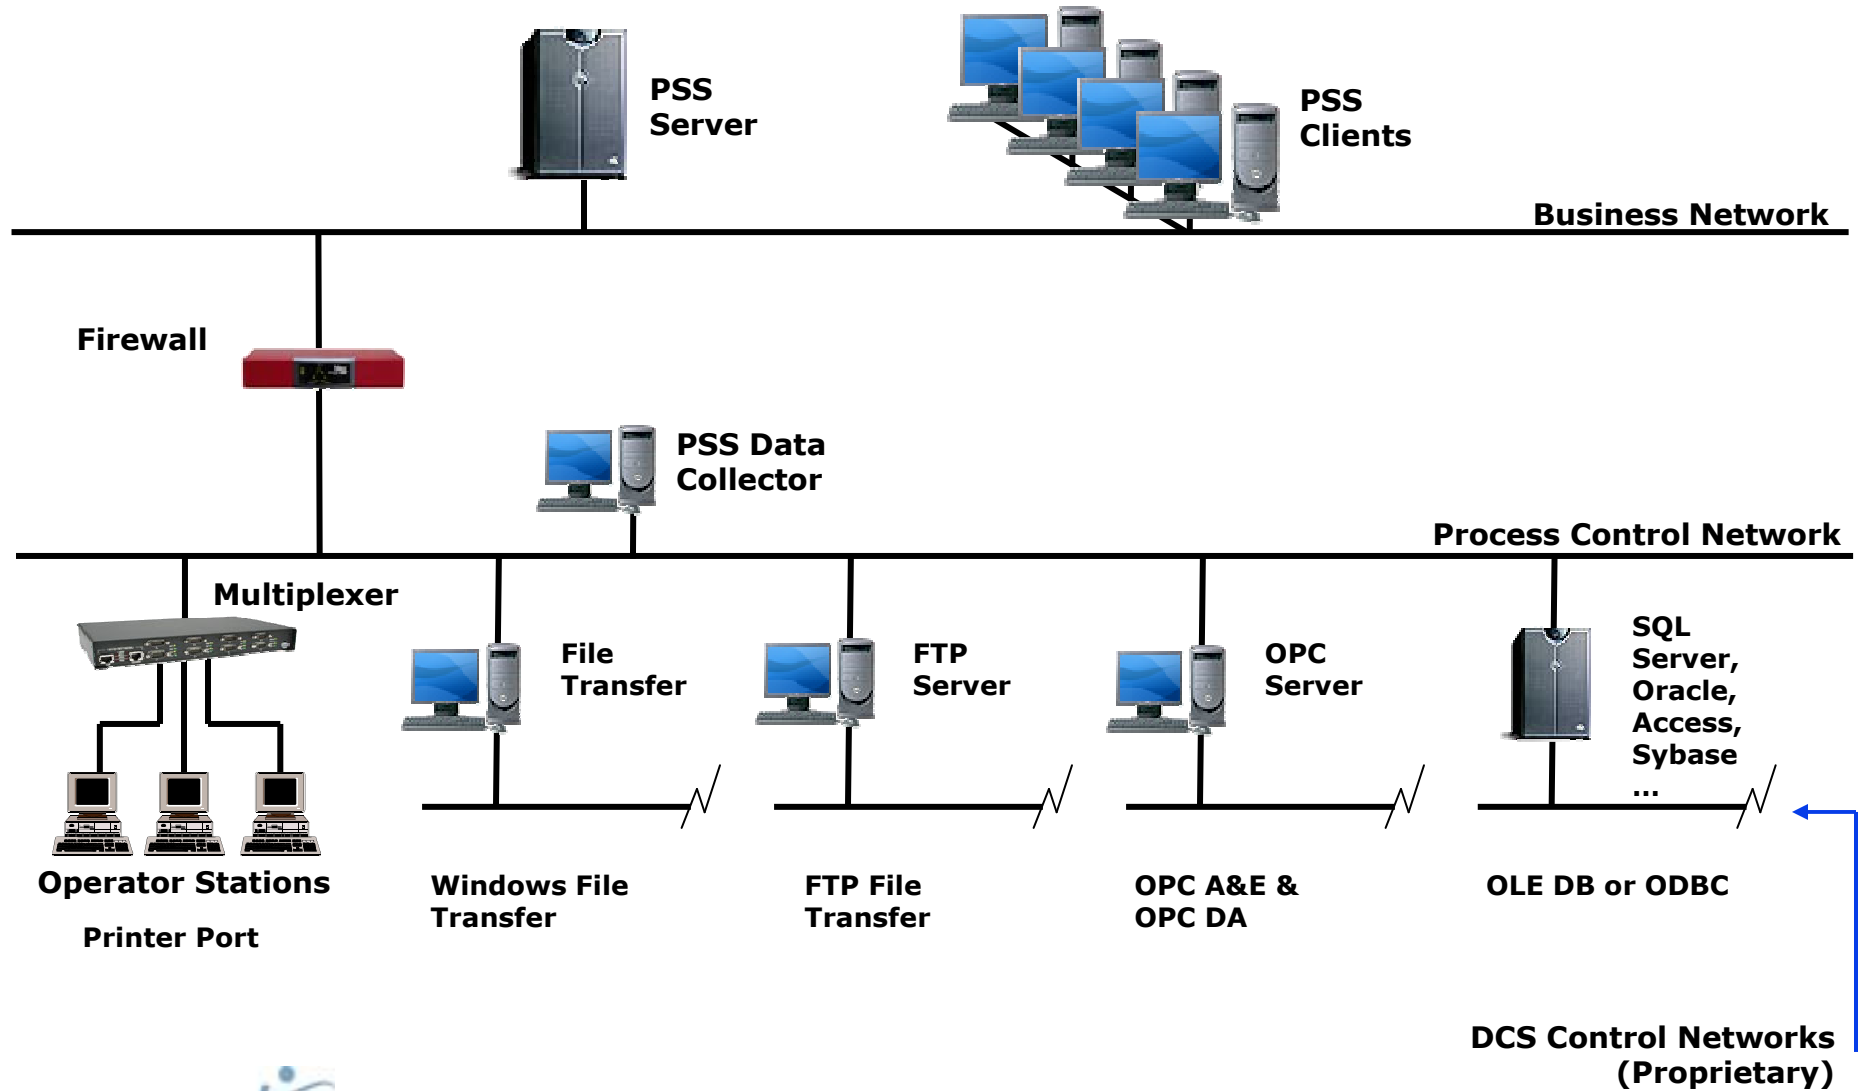 PSS
Server
PSS
Clients
Business Network
Firewall
PSS Data
Collector
Process Control Network
Multiplexer
File
Transfer
FTP
Server
OPC
Server
SQL
Server,
Oracle,
Access,
Sybase
...
Operator Stations
Printer Port
Windows File
Transfer
FTP File
Transfer
OPC A&E &
OPC DA
OLE DB or ODBC
DCS Control Networks
(Proprietary)